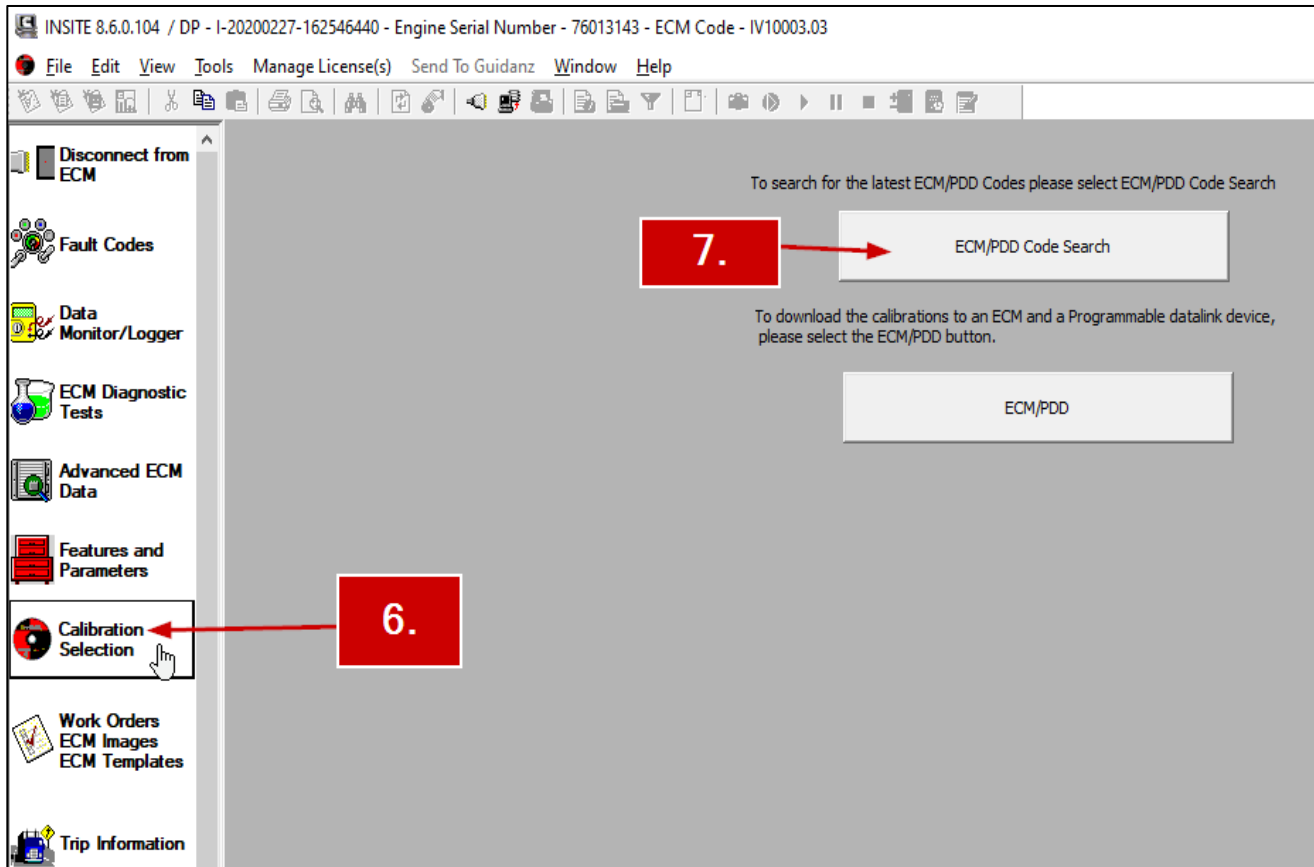 INSITE 8.6.0.104 / DP - I-20200227-162546440 - Engine Serial Number - 76013143 - ECM Code - IV10003.03
File Edit View Tools Manage License(s) Send To Guidanz Window Help
Disconnect from
ECM
Fault Codes
Data
Monitor/Logger
ECM Diagnostic
Tests
Advanced ECM
Data
Features and
Parameters
Calibration
Selection
Work Orders
ECM Images
ECM Templates
Trip Information
6.
To search for the latest ECM/PDD Codes please select ECM/PDD Code Search
7.
ECM/PDD Code Search
To download the calibrations to an ECM and a Programmable datalink device,
please select the ECM/PDD button.
ECM/PDD